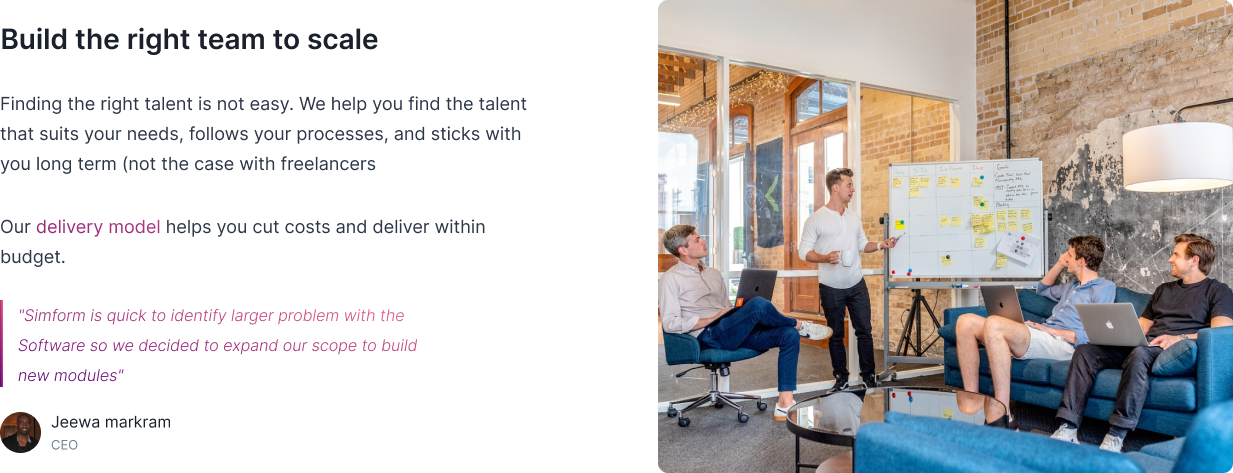 Build the right team to scale
Finding the right talent is not easy. We help you find the talent
that suits your needs, follows your processes, and sticks with
you long term (not the case with freelancers
Our delivery model helps you cut costs and deliver within
budget.
"Simform is quick to identify larger problem with the
Software so we decided to expand our scope to build
new modules"
Jeewa markram
CEO